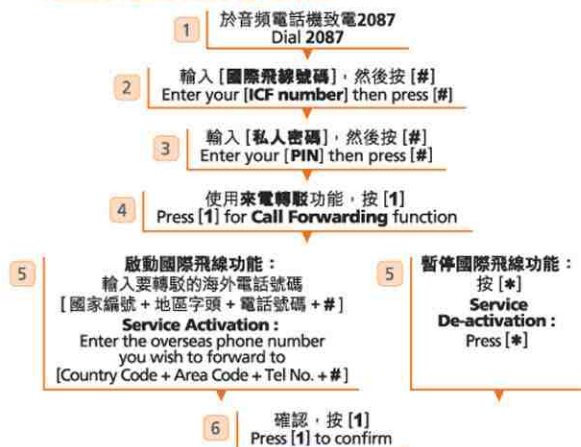 1
於音頻電話機致電2087
Dial 2087
2
輸入 [國際飛線號碼]，然後按 [#]
Enter your [ICF number] then press [#]
3
輸入 [私人密碼]，然後按 [#]
Enter your [PIN] then press [#]
4
使用來電轉駁功能，按 [1]
Press [1] for Call Forwarding function
5
啟動國際飛線功能：
輸入要轉駁的海外電話號碼
[國家編號 + 地區字頭 + 電話號碼 + #]
Service Activation :
Enter the overseas phone number
you wish to forward to
[Country Code + Area Code + Tel No. + #]
5
暫停國際飛線功能：
按 [*]
Service
De-activation :
Press [*]
6
確認，按 [1]
Press [1] to confirm